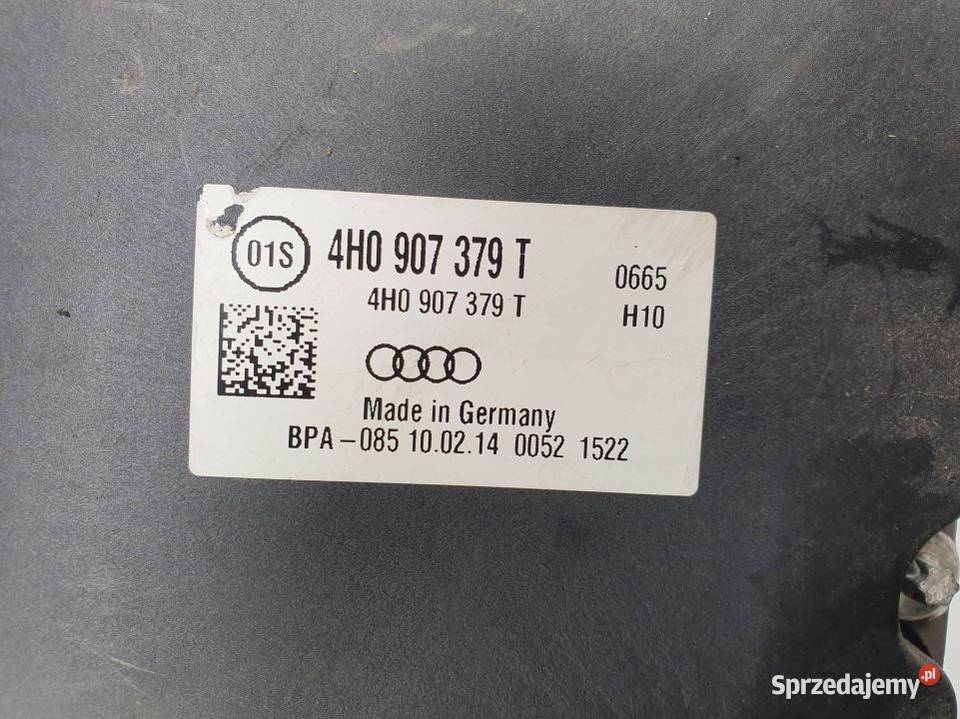 01S
4H0 907 379 T
0665
4H0 907 379 T
H10
Made in Germany
BPA-085 10.02.14 0052 1522
Sprzedajemy.pl